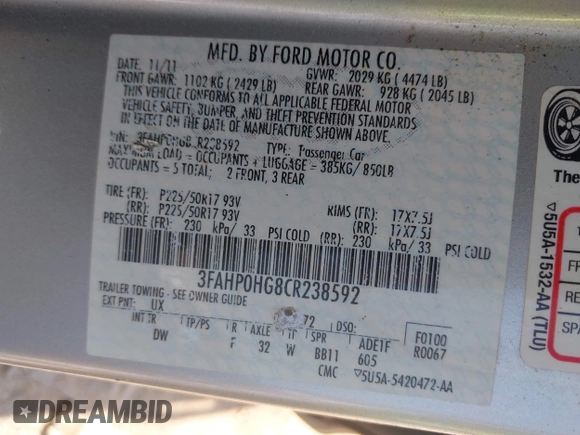 MFD. BY FORD MOTOR CO.
DATE: 11/11 GVWR: 2029 KG ( 4474 LB)
FRONT GAWR: 1102 KG ( 2429 LB) REAR GAWR: 928 KG ( 2045 LB)
THIS VEHICLE CONFORMS TO ALL APPLICABLE FEDERAL MOTOR
VEHICLE SAFETY, BUMPER, AND THEFT PREVENTION STANDARDS
IN EFFECT ON THE DATE OF MANUFACTURE SHOWN ABOVE.
TYPE: Passenger Car
MAXIMUM LOAD = OCCUPANTS + LUGGAGE = 385KG/ 850LB
OCCUPANTS = 5 TOTAL; 2 FRONT, 3 REAR
TIRE (FR): P225/50R17 93V RIMS (FR): 17X7.5J
(RR): P225/50R17 93V (RR): 17X7.5J
PRESSURE (FR): 230 kPa/ 33 PSI COLD (RR): 230 kPa/ 33 PSI COLD
3FAHP0HG8CR238592
TRAILER TOWING - SEE OWNER GUIDE
EXT PNT: UX 72 DSO: F0100
INT TR TP/PS R AXLE TR SPR ADE1F R0067
DW F 32 W BB11 605
CMC ▽5U5A-5420472-AA
▽5U5A-1532-AA (TLU)
The
FR
RE
SPA
DREAMBID